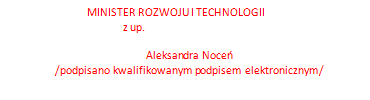 MINISTER ROZWOJU I TECHNOLOGII
z up.
Aleksandra Noceń
/podpisano kwalifikowanym podpisem elektronicznym/